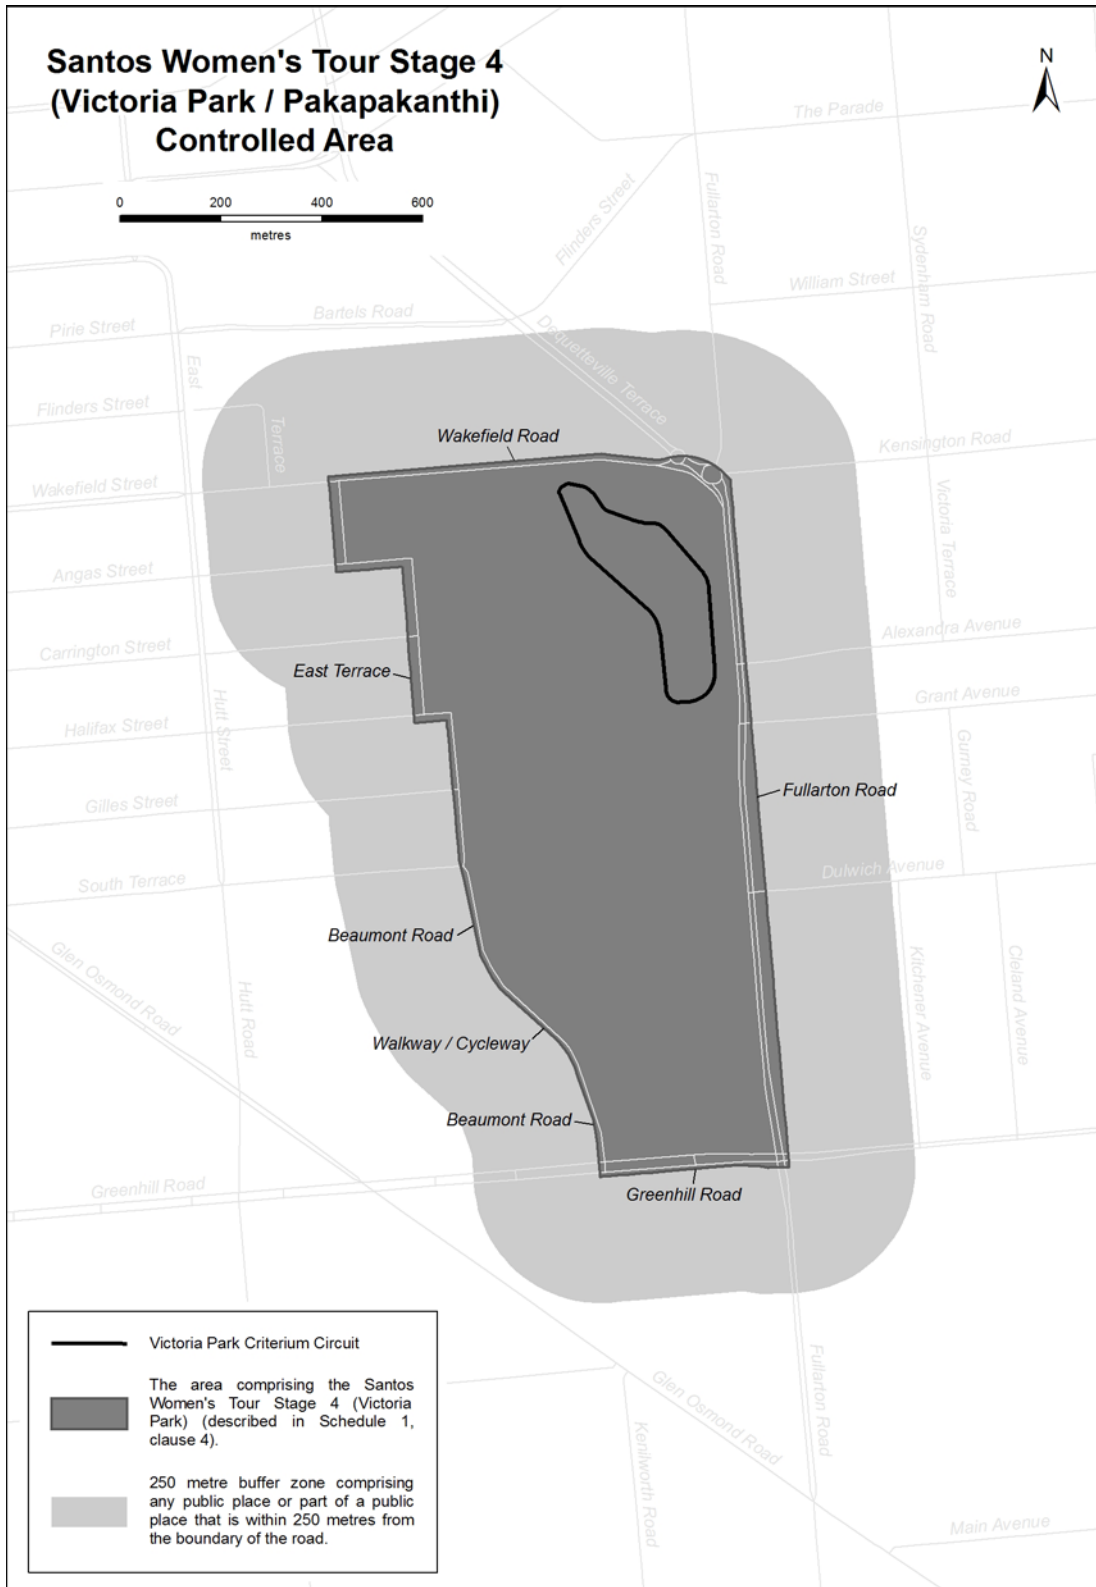 Santos Women's Tour Stage 4
(Victoria Park / Pakapakanthi)
Controlled Area
N
0 200 400 600
metres
The Parade
Flinders Street
Fullarton Road
Sydenham Road
William Street
Bartels Road
Pirie Street
Dequetteville Terrace
East
Terrace
Flinders Street
Wakefield Road
Kensington Road
Wakefield Street
Victoria Terrace
Angas Street
Alexandra Avenue
Carrington Street
East Terrace
Grant Avenue
Hutt Street
Halifax Street
Gurney Road
Fullarton Road
Gilles Street
Dulwich Avenue
South Terrace
Beaumont Road
Glen Osmond Road
Kitchener Avenue
Cleland Avenue
Hutt Road
Walkway / Cycleway
Beaumont Road
Greenhill Road
Greenhill Road
Fullarton Road
Glen Osmond Road
Kenilworth Road
Main Avenue
Victoria Park Criterium Circuit
The area comprising the Santos
Women's Tour Stage 4 (Victoria
Park) (described in Schedule 1,
clause 4).
250 metre buffer zone comprising
any public place or part of a public
place that is within 250 metres from
the boundary of the road.